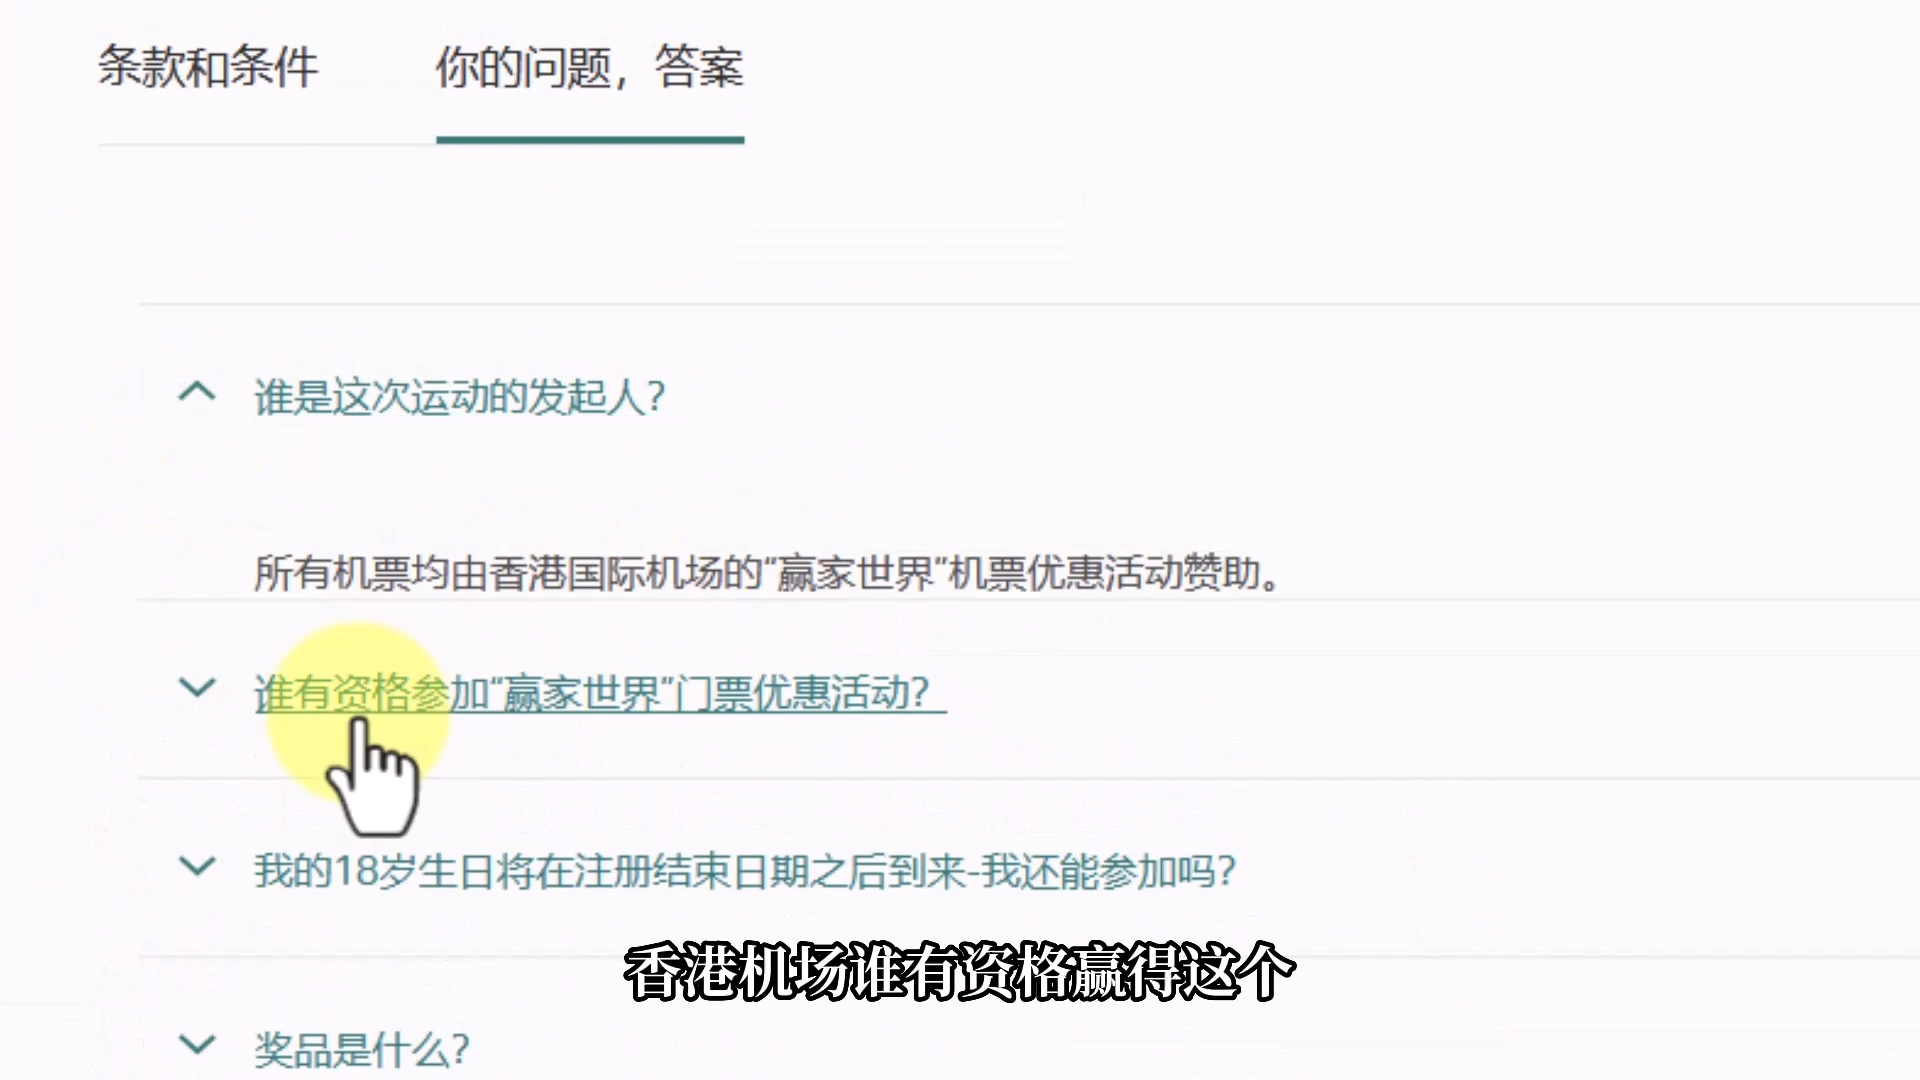 条款和条件
你的问题，答案
谁是这次运动的发起人？
所有机票均由香港国际机场的“赢家世界”机票优惠活动赞助。
谁有资格参加“赢家世界”门票优惠活动？
我的18岁生日将在注册结束日期之后到来-我还能参加吗？
香港机场谁有资格赢得这个
奖品是什么？